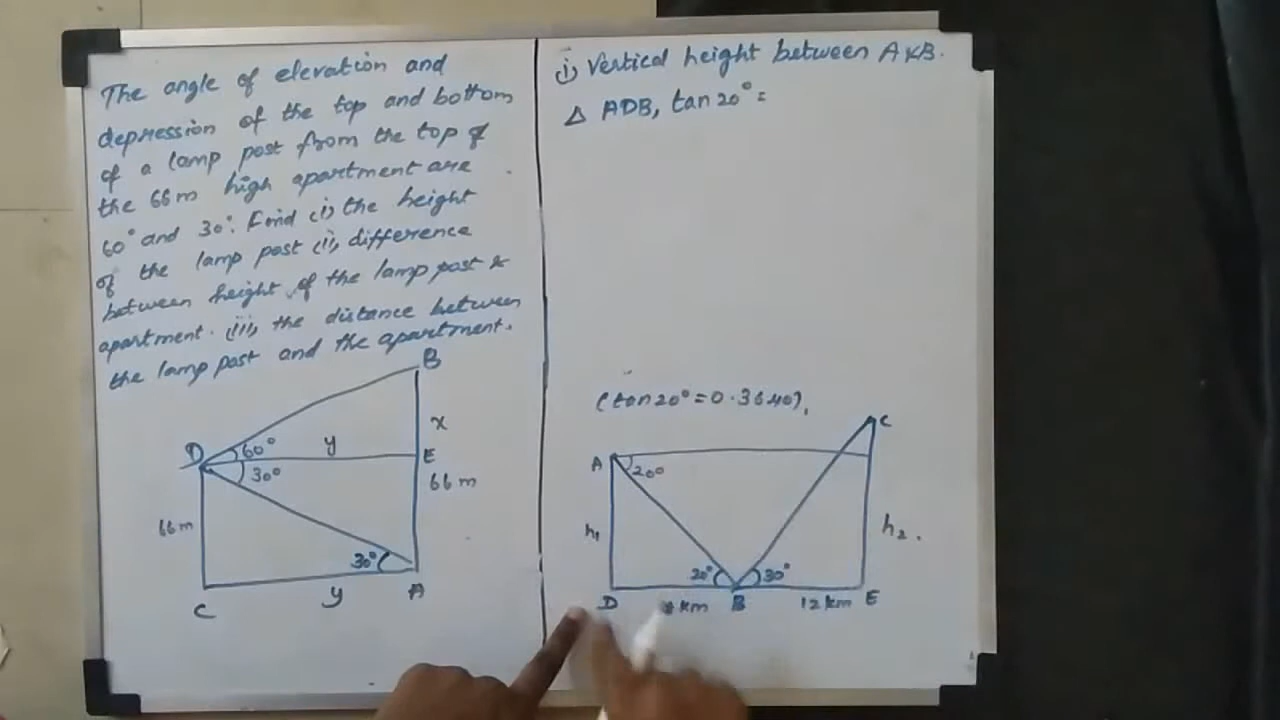 The angle of elevation and
depression of the top and bottom
of a lamp post from the top of
the 66m high apartment are
60° and 30°. Find (i) the height
of the lamp post (ii) difference
between height of the lamp post &
apartment. (iii) the distance between
the lamp post and the apartment.
B
x
D 60° y E
30° 66 m
66m
30°
C y A
i) Vertical height between A & B.
Δ ADB, tan 20° =
(tan 20° = 0.3640).
C
A 20°
h₁ h₂.
20° 30°
D km B 12 km E